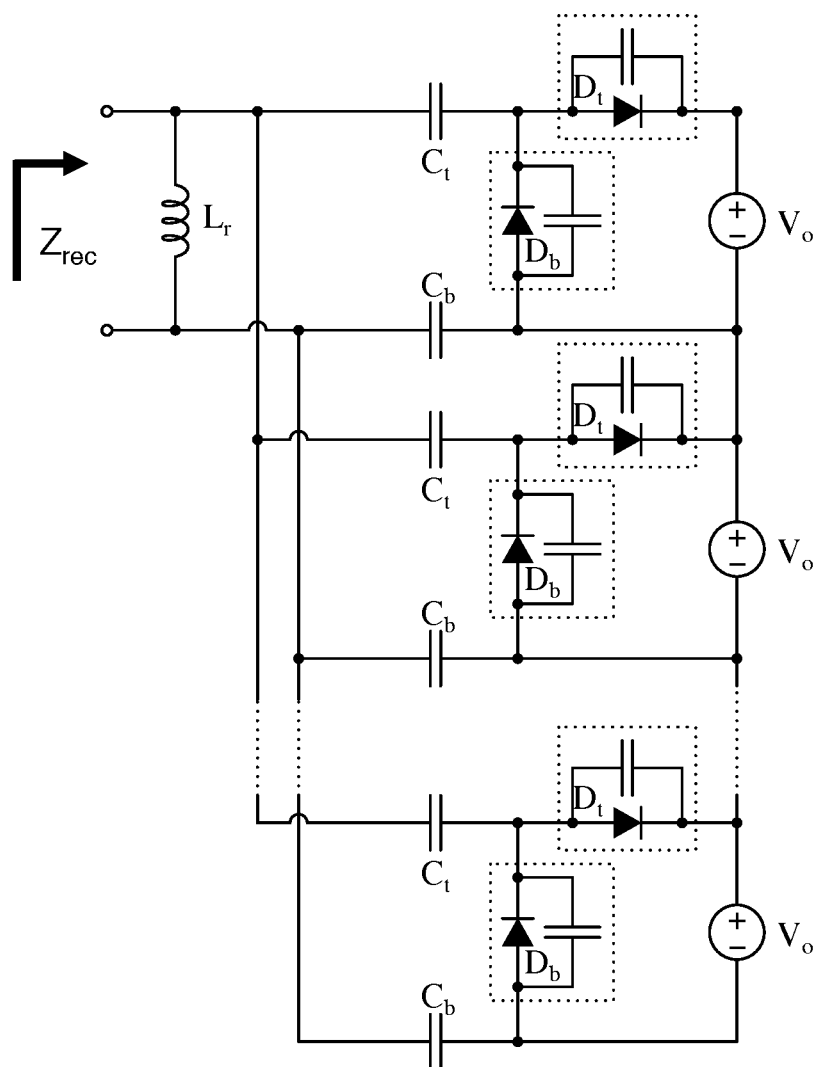 D_t
C_t
L_r
Z_rec
D_b
+
−
V_o
C_b
D_t
C_t
D_b
+
−
V_o
C_b
D_t
C_t
D_b
+
−
V_o
C_b